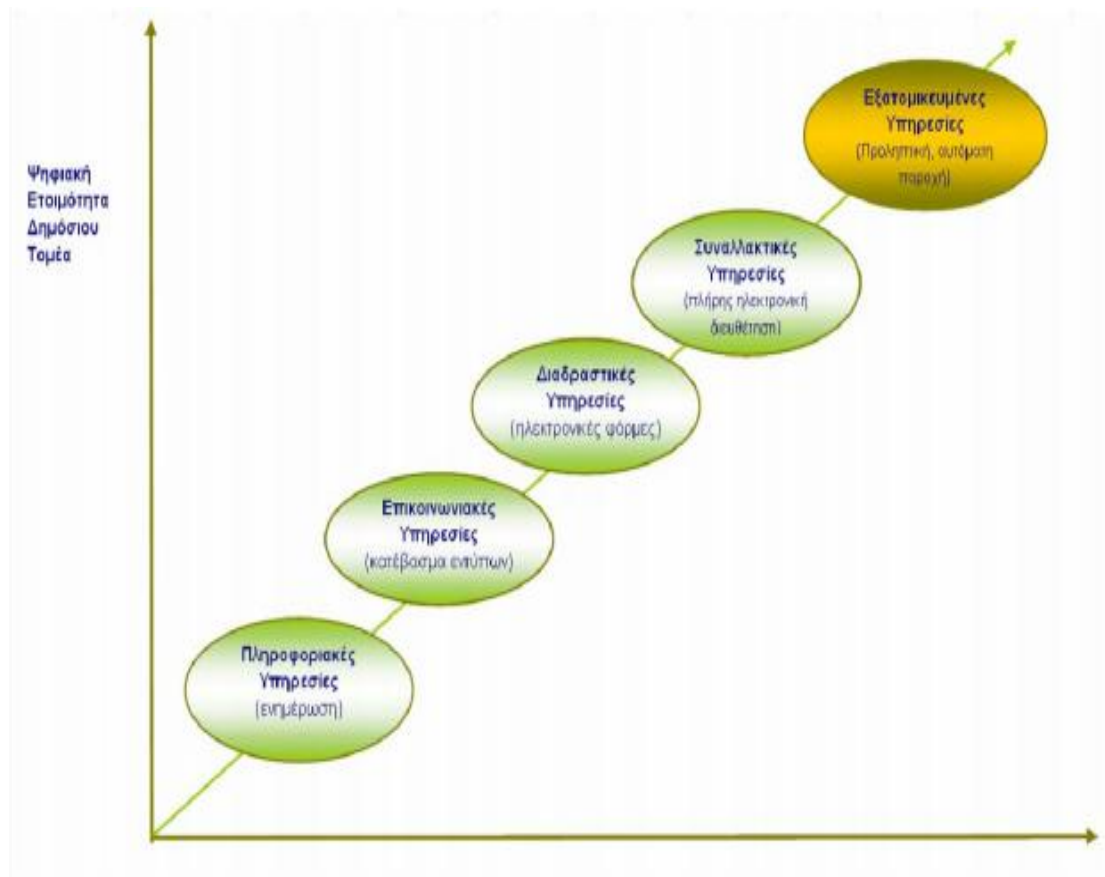 Ψηφιακή
Ετοιμότητα
Δημόσιου
Τομέα
Εξατομικευμένες
Υπηρεσίες
(Προληπτική, αυτόματη
παροχή)
Συναλλακτικές
Υπηρεσίες
(πλήρης ηλεκτρονική
διευθέτηση)
Διαδραστικές
Υπηρεσίες
(ηλεκτρονικές φόρμες)
Επικοινωνιακές
Υπηρεσίες
(κατέβασμα εντύπων)
Πληροφοριακές
Υπηρεσίες
(ενημέρωση)